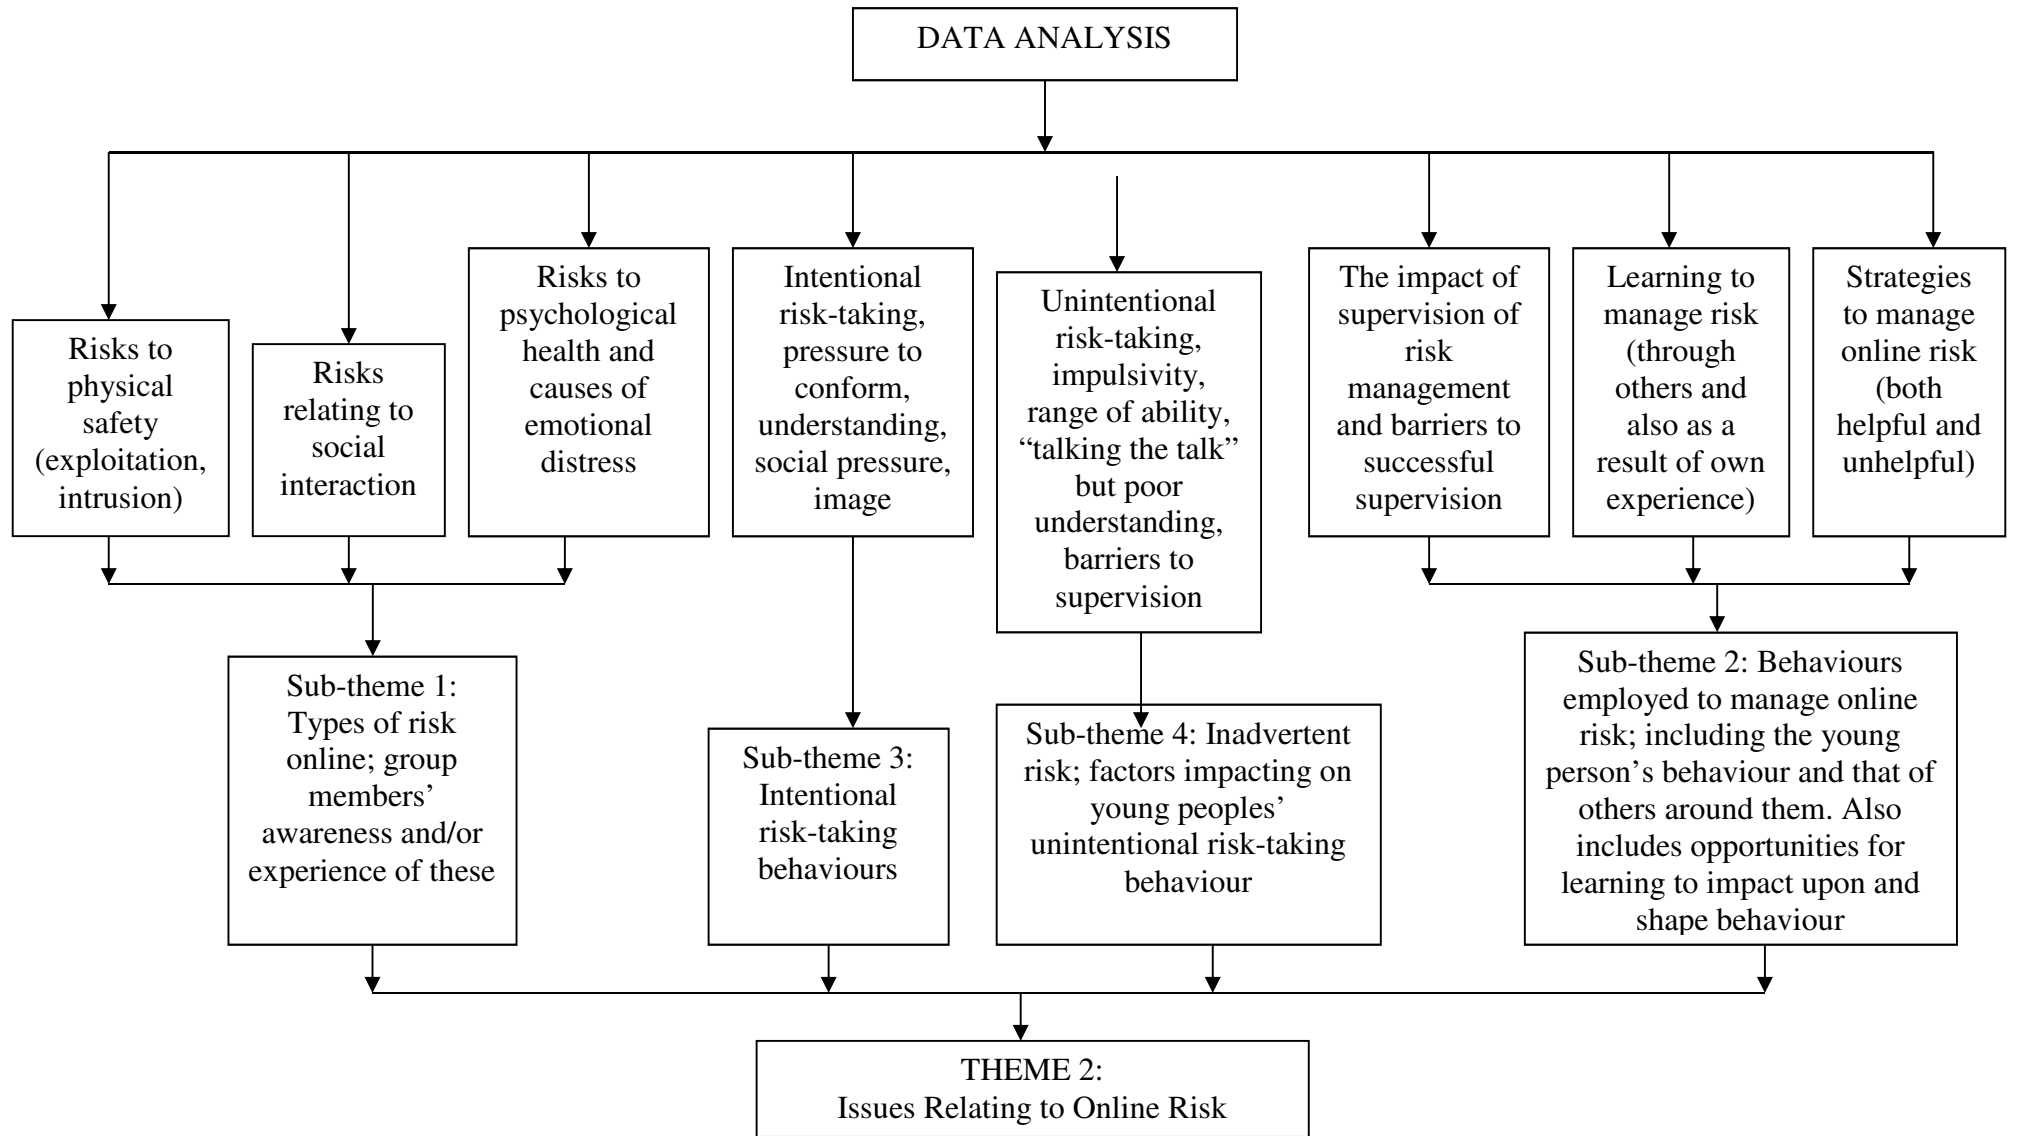 DATA ANALYSIS
Risks to
physical
safety
(exploitation,
intrusion)
Risks
relating to
social
interaction
Risks to
psychological
health and
causes of
emotional
distress
Intentional
risk-taking,
pressure to
conform,
understanding,
social pressure,
image
Unintentional
risk-taking,
impulsivity,
range of ability,
“talking the talk”
but poor
understanding,
barriers to
supervision
The impact of
supervision of
risk
management
and barriers to
successful
supervision
Learning to
manage risk
(through
others and
also as a
result of own
experience)
Strategies
to manage
online risk
(both
helpful and
unhelpful)
Sub-theme 1:
Types of risk
online; group
members’
awareness and/or
experience of these
Sub-theme 3:
Intentional
risk-taking
behaviours
Sub-theme 4: Inadvertent
risk; factors impacting on
young peoples’
unintentional risk-taking
behaviour
Sub-theme 2: Behaviours
employed to manage online
risk; including the young
person’s behaviour and that of
others around them. Also
includes opportunities for
learning to impact upon and
shape behaviour
THEME 2:
Issues Relating to Online Risk